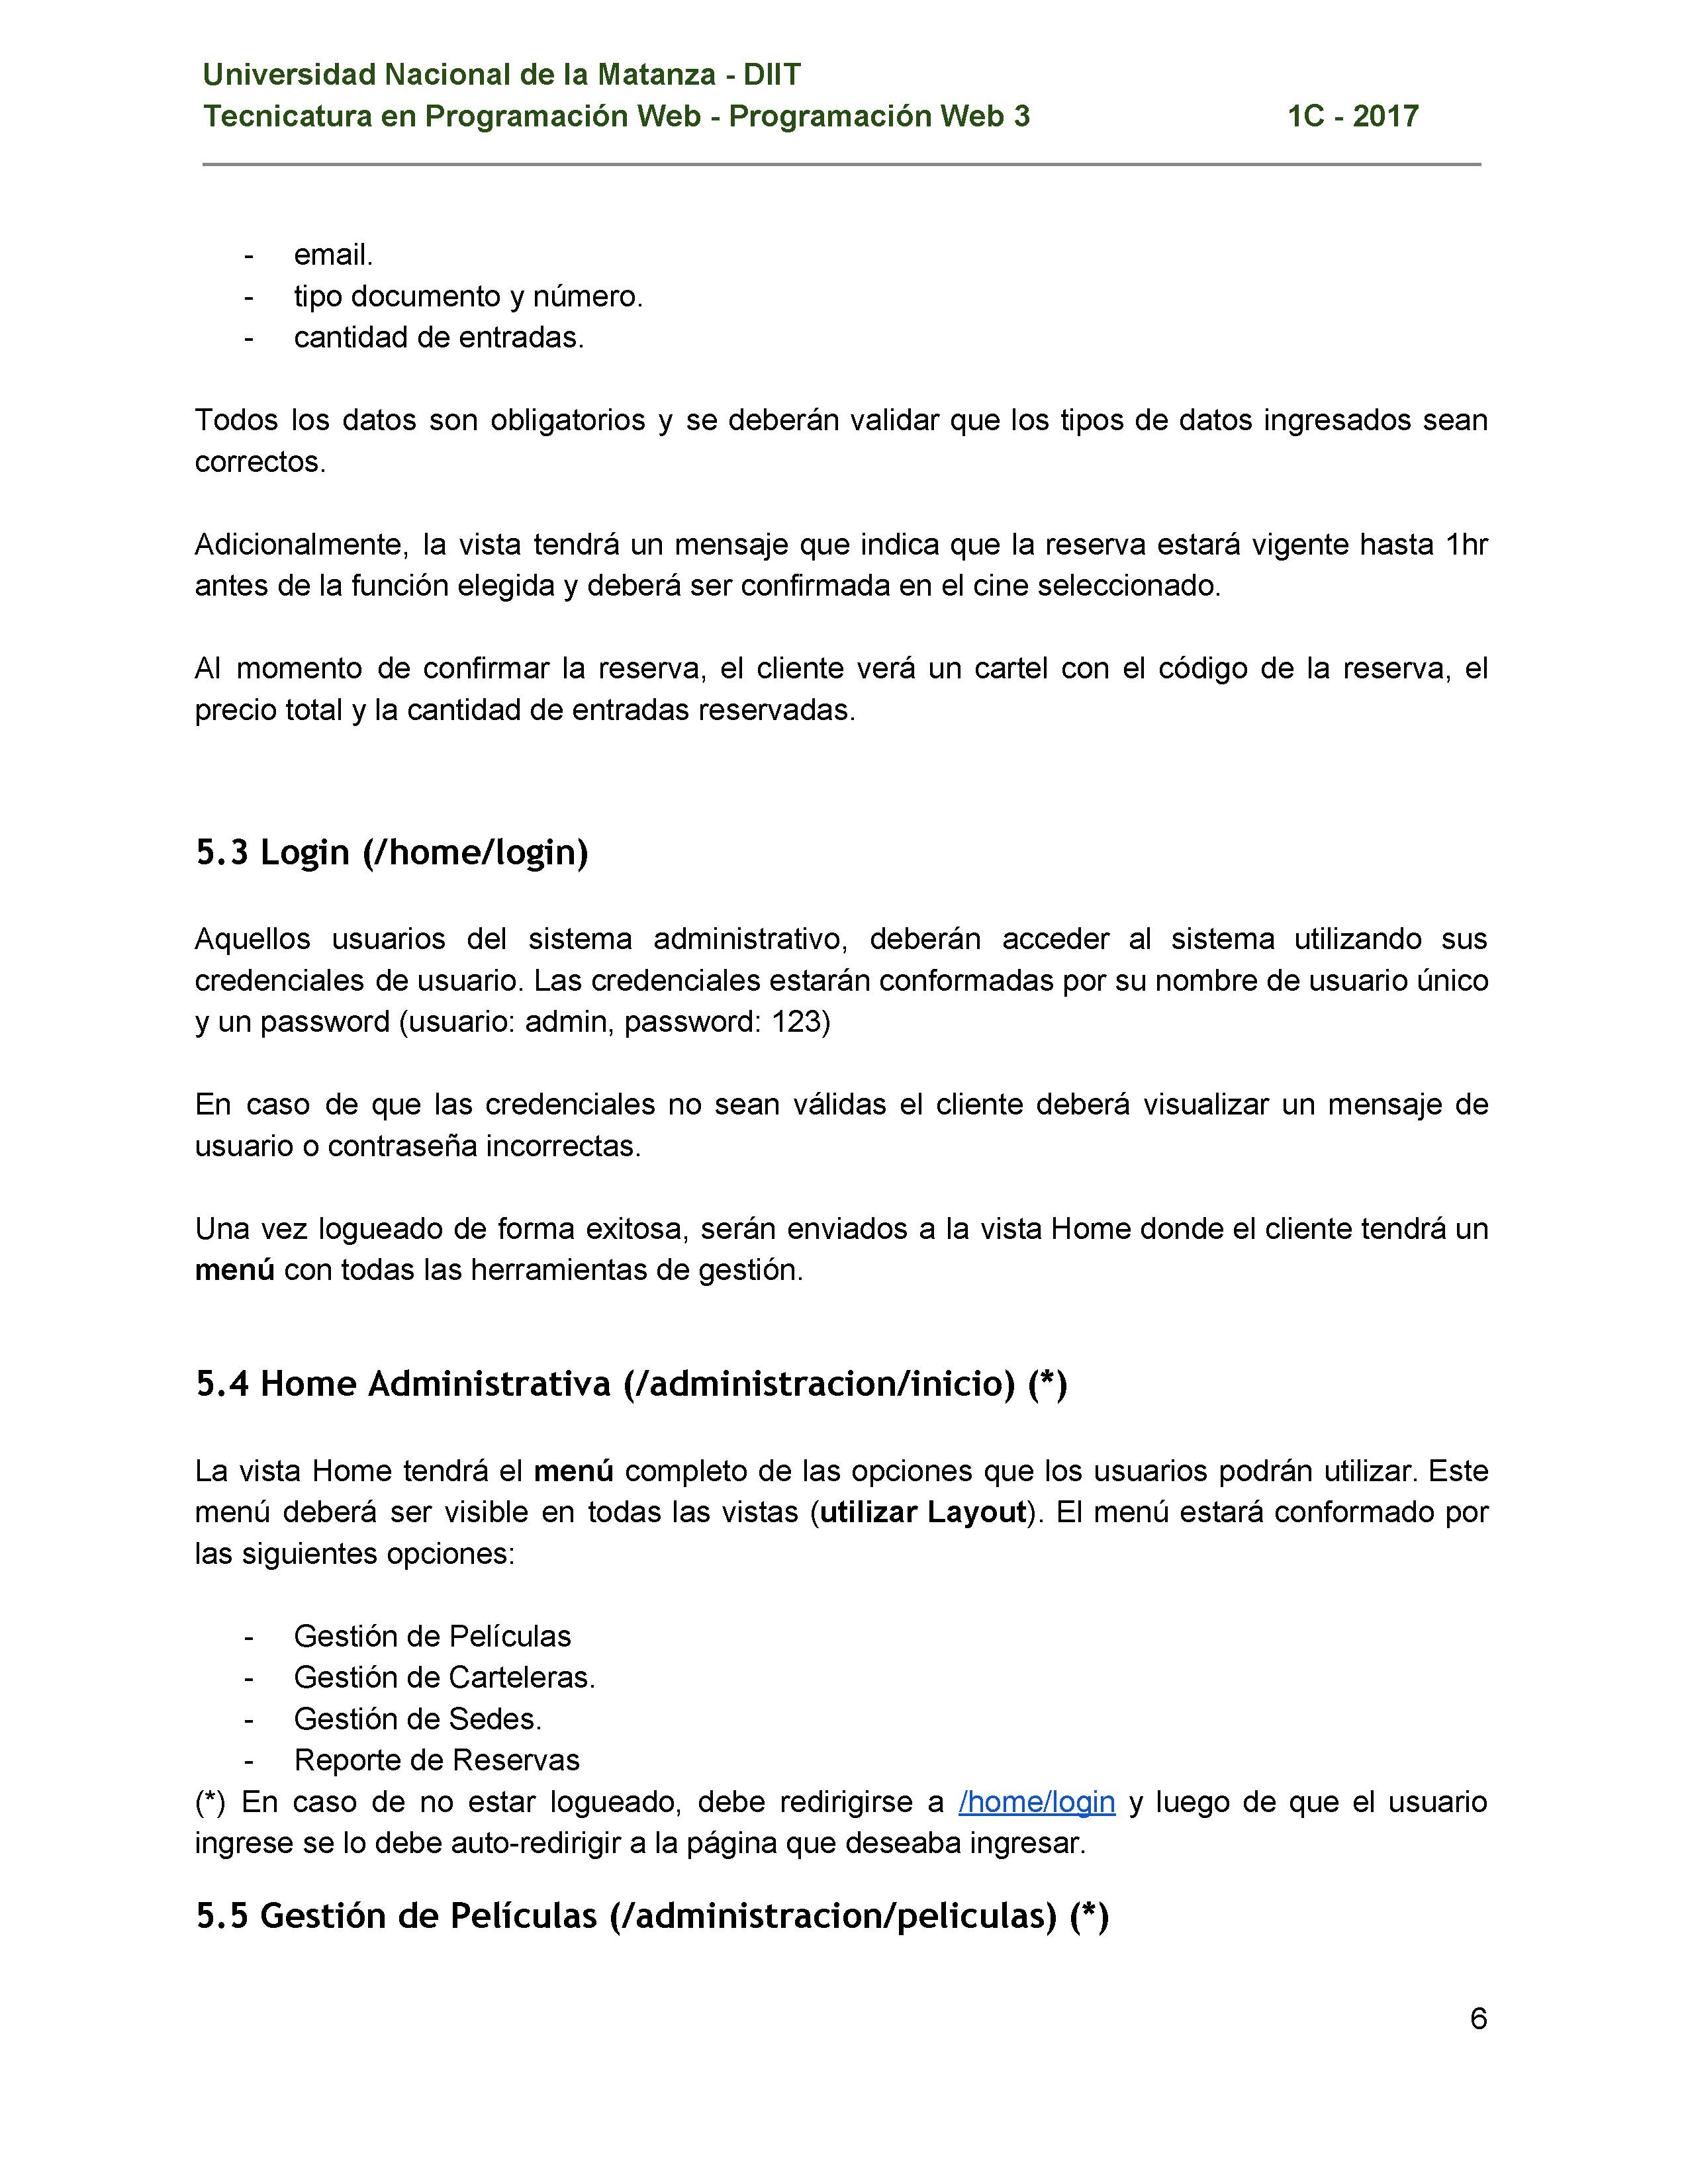 Universidad Nacional de la Matanza - DIIT
Tecnicatura en Programación Web - Programación Web 3 1C - 2017
- email.
- tipo documento y número.
- cantidad de entradas.
Todos los datos son obligatorios y se deberán validar que los tipos de datos ingresados sean
correctos.
Adicionalmente, la vista tendrá un mensaje que indica que la reserva estará vigente hasta 1hr
antes de la función elegida y deberá ser confirmada en el cine seleccionado.
Al momento de confirmar la reserva, el cliente verá un cartel con el código de la reserva, el
precio total y la cantidad de entradas reservadas.
5.3 Login (/home/login)
Aquellos usuarios del sistema administrativo, deberán acceder al sistema utilizando sus
credenciales de usuario. Las credenciales estarán conformadas por su nombre de usuario único
y un password (usuario: admin, password: 123)
En caso de que las credenciales no sean válidas el cliente deberá visualizar un mensaje de
usuario o contraseña incorrectas.
Una vez logueado de forma exitosa, serán enviados a la vista Home donde el cliente tendrá un
menú con todas las herramientas de gestión.
5.4 Home Administrativa (/administracion/inicio) (*)
La vista Home tendrá el menú completo de las opciones que los usuarios podrán utilizar. Este
menú deberá ser visible en todas las vistas (utilizar Layout). El menú estará conformado por
las siguientes opciones:
- Gestión de Películas
- Gestión de Carteleras.
- Gestión de Sedes.
- Reporte de Reservas
(*) En caso de no estar logueado, debe redirigirse a /home/login y luego de que el usuario
ingrese se lo debe auto-redirigir a la página que deseaba ingresar.
5.5 Gestión de Películas (/administracion/peliculas) (*)
6